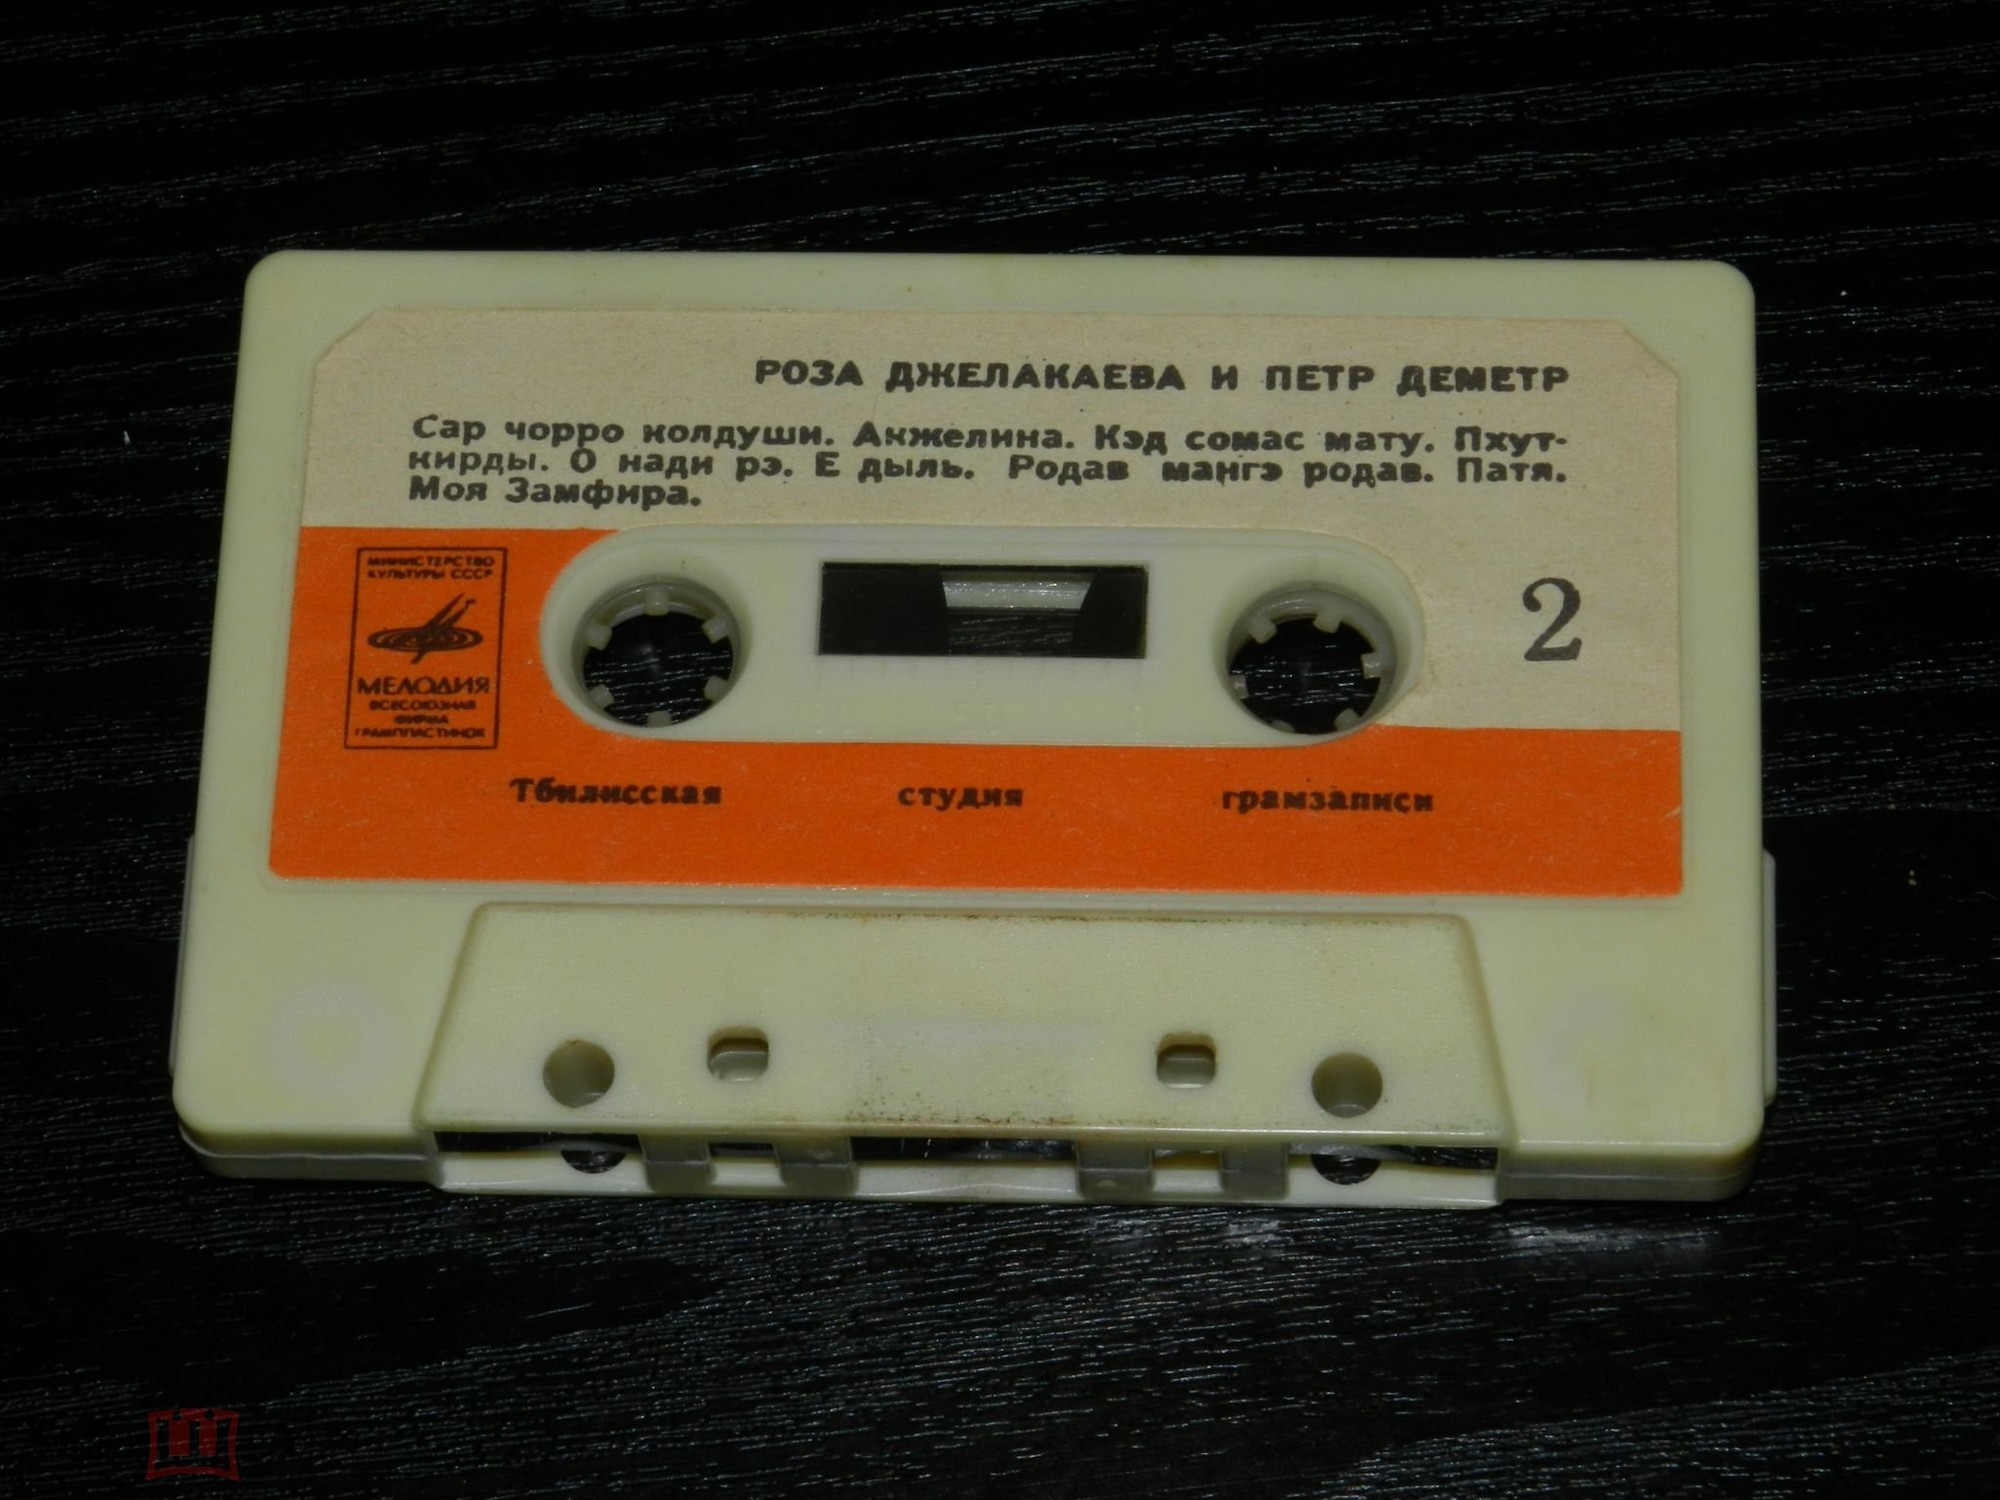 РОЗА ДЖЕЛАКАЕВА И ПЕТР ДЕМЕТР
Сар чорро колдуши. Анжелина. Кэд сомас мату. Пхут-
кирды. О нади рэ. Е дыль. Родав мангэ родав. Патя.
Моя Замфира.
МИНИСТЕРСТВО
КУЛЬТУРЫ СССР
МЕЛОДИЯ
ВСЕСОЮЗНАЯ
ФИРМА
ГРАМПЛАСТИНОК
2
Тбилисская студия грамзаписи